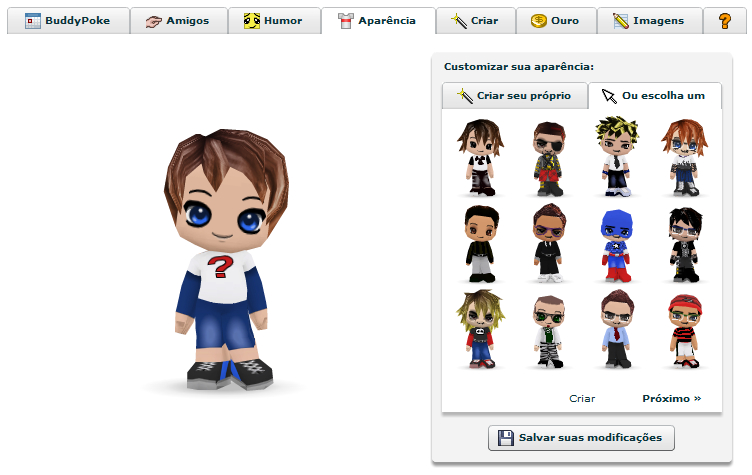 BuddyPoke Amigos Humor Aparência Criar Ouro Imagens ?
Customizar sua aparência:
Criar seu próprio Ou escolha um
?
Criar Próximo »
Salvar suas modificações